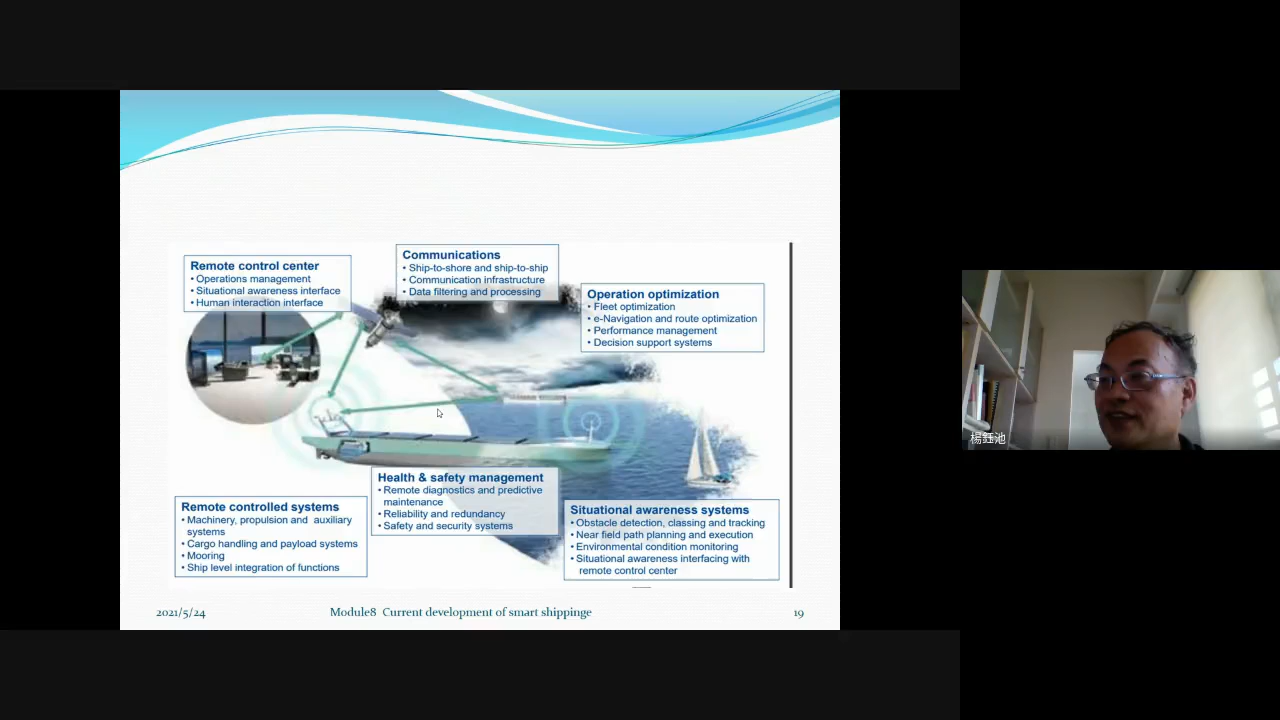 Remote control center
• Operations management
• Situational awareness interface
• Human interaction interface
Communications
• Ship-to-shore and ship-to-ship
• Communication infrastructure
• Data filtering and processing
Operation optimization
• Fleet optimization
• e-Navigation and route optimization
• Performance management
• Decision support systems
Health & safety management
• Remote diagnostics and predictive
maintenance
• Reliability and redundancy
• Safety and security systems
Remote controlled systems
• Machinery, propulsion and auxiliary
systems
• Cargo handling and payload systems
• Mooring
• Ship level integration of functions
Situational awareness systems
• Obstacle detection, classing and tracking
• Near field path planning and execution
• Environmental condition monitoring
• Situational awareness interfacing with
remote control center
2021/5/24
Module8 Current development of smart shippinge
19
楊鈺池